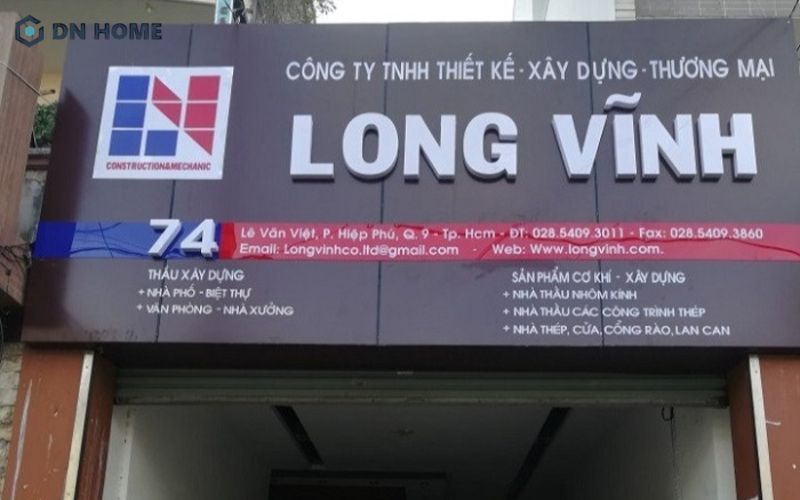 DN HOME
CÔNG TY TNHH THIẾT KẾ - XÂY DỰNG - THƯƠNG MẠI
LONG VĨNH
CONSTRUCTION&MECHANIC
74
Lê Văn Việt, P. Hiệp Phú, Q. 9 - Tp. Hcm - ĐT: 028.5409.3011 - Fax: 028.5409.3860
Email: Longvinhco.ltd@gmail.com - Web: Www.longvinh.com.
THẦU XÂY DỰNG
+ NHÀ PHỐ - BIỆT THỰ
+ VĂN PHÒNG - NHÀ XƯỞNG
SẢN PHẨM CƠ KHÍ - XÂY DỰNG
+ NHÀ THẦU NHÔM KÍNH
+ NHÀ THẦU CÁC CÔNG TRÌNH THÉP
+ NHÀ THÉP, CỬA, CỔNG RÀO, LAN CAN